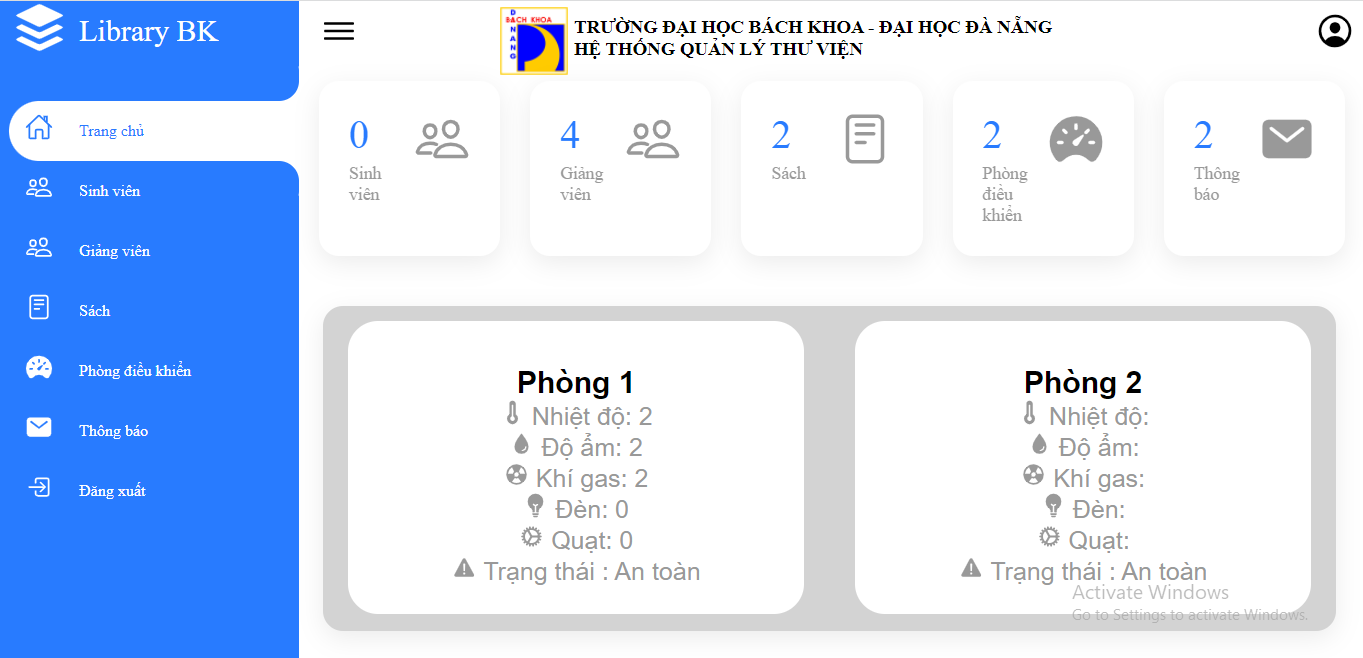 Library BK
Trang chủ
Sinh viên
Giảng viên
Sách
Phòng điều khiển
Thông báo
Đăng xuất
DANANG
BÁCH KHOA
TRƯỜNG ĐẠI HỌC BÁCH KHOA - ĐẠI HỌC ĐÀ NẴNG
HỆ THỐNG QUẢN LÝ THƯ VIỆN
0
Sinh
viên
4
Giảng
viên
2
Sách
2
Phòng
điều
khiển
2
Thông
báo
Phòng 1
Nhiệt độ: 2
Độ ẩm: 2
Khí gas: 2
Đèn: 0
Quạt: 0
Trạng thái : An toàn
Phòng 2
Nhiệt độ:
Độ ẩm:
Khí gas:
Đèn:
Quạt:
Trạng thái : An toàn
Activate Windows
Go to Settings to activate Windows.